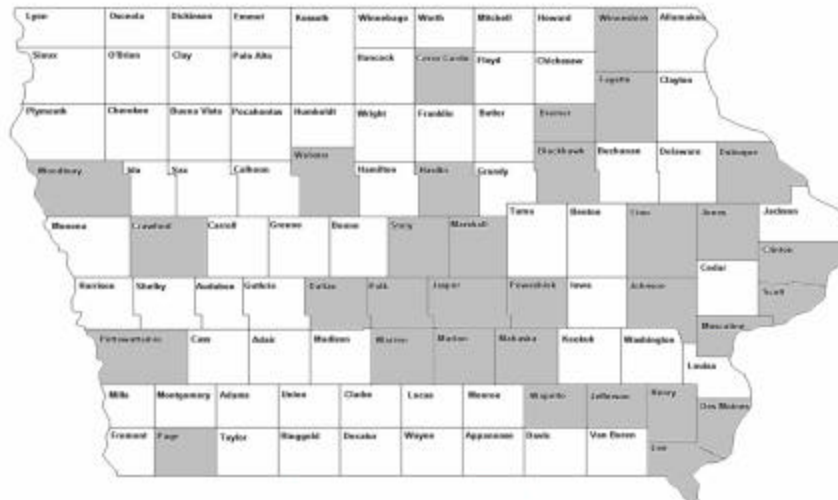 Lyon Osceola Dickinson Emmet Kossuth Winnebago Worth Mitchell Howard Winneshiek Allamakee
Sioux O'Brien Clay Palo Alto Hancock Cerro Gordo Floyd Chickasaw Fayette Clayton
Plymouth Cherokee Buena Vista Pocahontas Humboldt Wright Franklin Butler Bremer
Woodbury Ida Sac Calhoun Webster Hamilton Hardin Grundy Blackhawk Buchanan Delaware Dubuque
Monona Crawford Carroll Greene Boone Story Marshall Tama Benton Linn Jones Jackson
Clinton
Harrison Shelby Audubon Guthrie Dallas Polk Jasper Poweshiek Iowa Johnson Cedar Scott
Muscatine
Pottawattamie Cass Adair Madison Warren Marion Mahaska Keokuk Washington
Louisa
Mills Montgomery Adams Union Clarke Lucas Monroe Wapello Jefferson Henry Des Moines
Fremont Page Taylor Ringgold Decatur Wayne Appanoose Davis Van Buren Lee